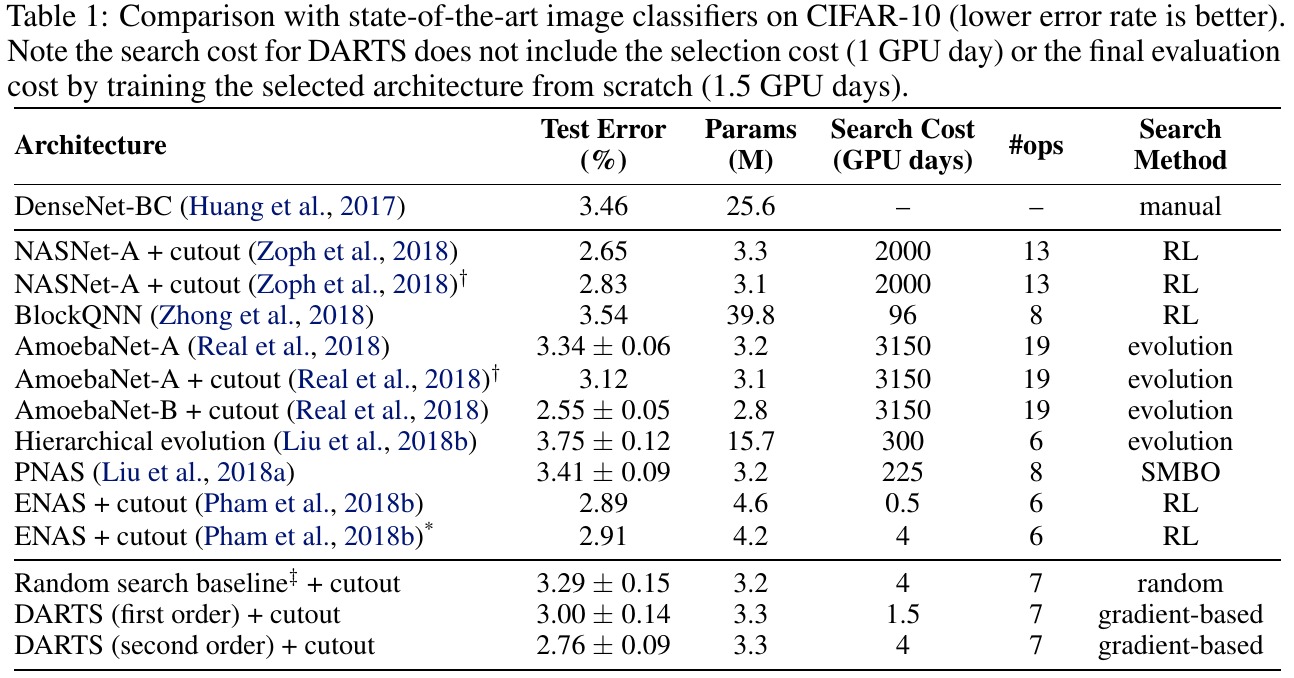 Table 1: Comparison with state-of-the-art image classifiers on CIFAR-10 (lower error rate is better).
Note the search cost for DARTS does not include the selection cost (1 GPU day) or the final evaluation
cost by training the selected architecture from scratch (1.5 GPU days).
Architecture Test Error (%) Params (M) Search Cost (GPU days) #ops Search Method
DenseNet-BC (Huang et al., 2017) 3.46 25.6 – – manual
NASNet-A + cutout (Zoph et al., 2018) 2.65 3.3 2000 13 RL
NASNet-A + cutout (Zoph et al., 2018)† 2.83 3.1 2000 13 RL
BlockQNN (Zhong et al., 2018) 3.54 39.8 96 8 RL
AmoebaNet-A (Real et al., 2018) 3.34 ± 0.06 3.2 3150 19 evolution
AmoebaNet-A + cutout (Real et al., 2018)† 3.12 3.1 3150 19 evolution
AmoebaNet-B + cutout (Real et al., 2018) 2.55 ± 0.05 2.8 3150 19 evolution
Hierarchical evolution (Liu et al., 2018b) 3.75 ± 0.12 15.7 300 6 evolution
PNAS (Liu et al., 2018a) 3.41 ± 0.09 3.2 225 8 SMBO
ENAS + cutout (Pham et al., 2018b) 2.89 4.6 0.5 6 RL
ENAS + cutout (Pham et al., 2018b)* 2.91 4.2 4 6 RL
Random search baseline‡ + cutout 3.29 ± 0.15 3.2 4 7 random
DARTS (first order) + cutout 3.00 ± 0.14 3.3 1.5 7 gradient-based
DARTS (second order) + cutout 2.76 ± 0.09 3.3 4 7 gradient-based